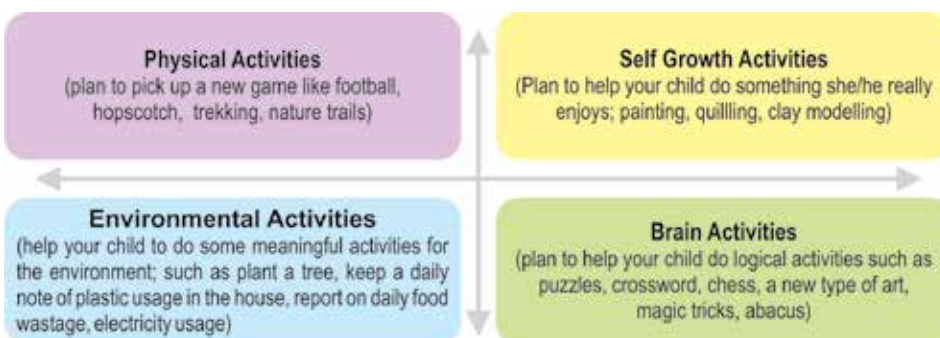 Physical Activities
(plan to pick up a new game like football,
hopscotch, trekking, nature trails)
Self Growth Activities
(Plan to help your child do something she/he really
enjoys; painting, quillling, clay modelling)
Environmental Activities
(help your child to do some meaningful activities for
the environment; such as plant a tree, keep a daily
note of plastic usage in the house, report on daily food
wastage, electricity usage)
Brain Activities
(plan to help your child do logical activities such as
puzzles, crossword, chess, a new type of art,
magic tricks, abacus)